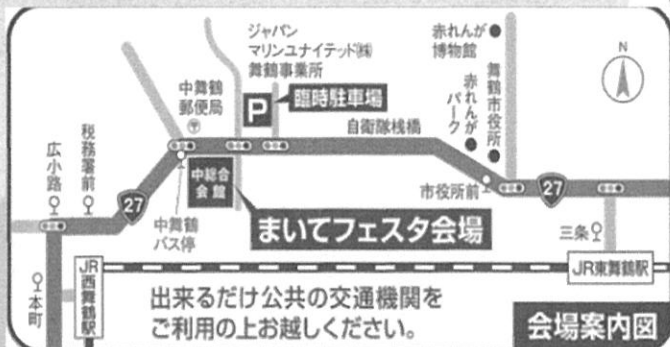 ジャパン
マリンユナイテッド㈱
舞鶴事業所
赤れんが
博物館
N
中舞鶴
郵便局
P
臨時駐車場
自衛隊桟橋
赤れんが
パーク
舞鶴市役所
広小路
税務署前
27
中総合
会館
中舞鶴
バス停
まいてフェスタ会場
市役所前
27
三条
本町
JR
西舞鶴駅
JR東舞鶴駅
出来るだけ公共の交通機関を
ご利用の上お越しください。
会場案内図